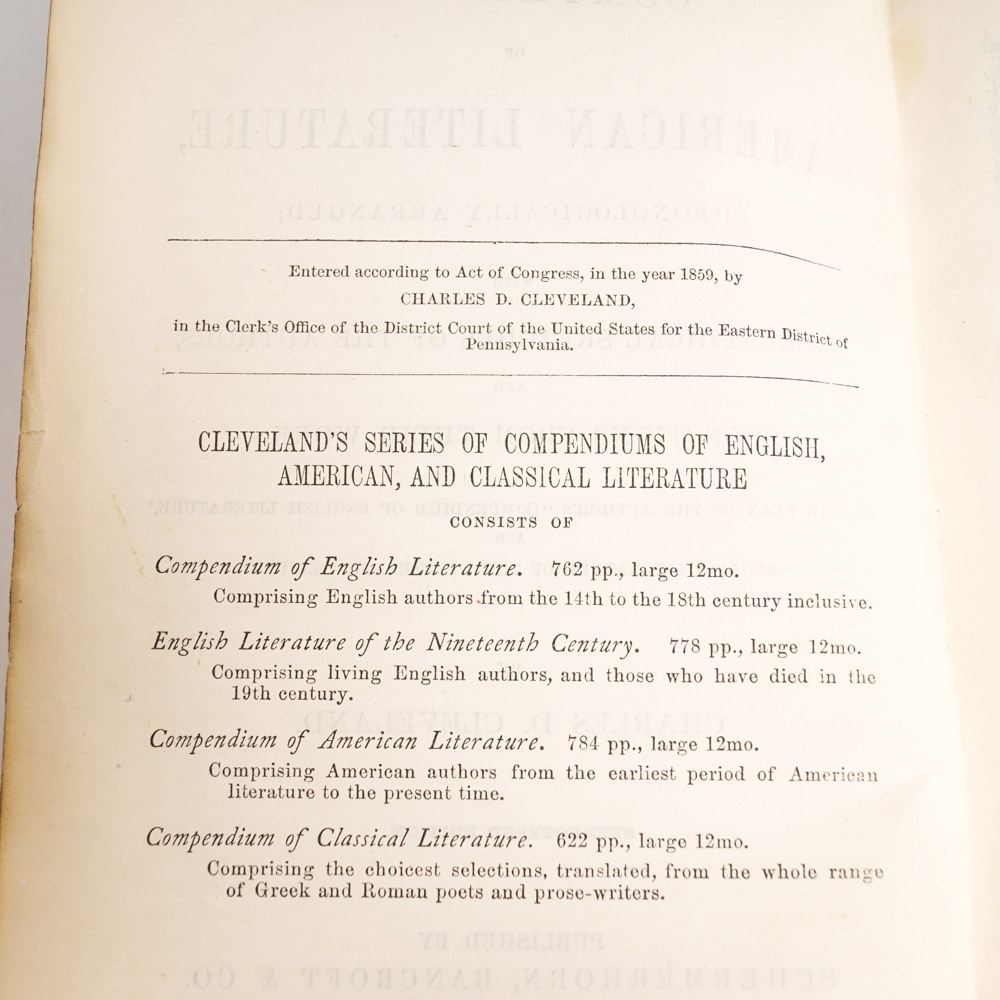 Entered according to Act of Congress, in the year 1859, by
CHARLES D. CLEVELAND,
in the Clerk's Office of the District Court of the United States for the Eastern District of
Pennsylvania.
CLEVELAND'S SERIES OF COMPENDIUMS OF ENGLISH,
AMERICAN, AND CLASSICAL LITERATURE
CONSISTS OF
Compendium of English Literature. 762 pp., large 12mo.
Comprising English authors from the 14th to the 18th century inclusive.
English Literature of the Nineteenth Century. 778 pp., large 12mo.
Comprising living English authors, and those who have died in the
19th century.
Compendium of American Literature. 784 pp., large 12mo.
Comprising American authors from the earliest period of American
literature to the present time.
Compendium of Classical Literature. 622 pp., large 12mo.
Comprising the choicest selections, translated, from the whole range
of Greek and Roman poets and prose-writers.